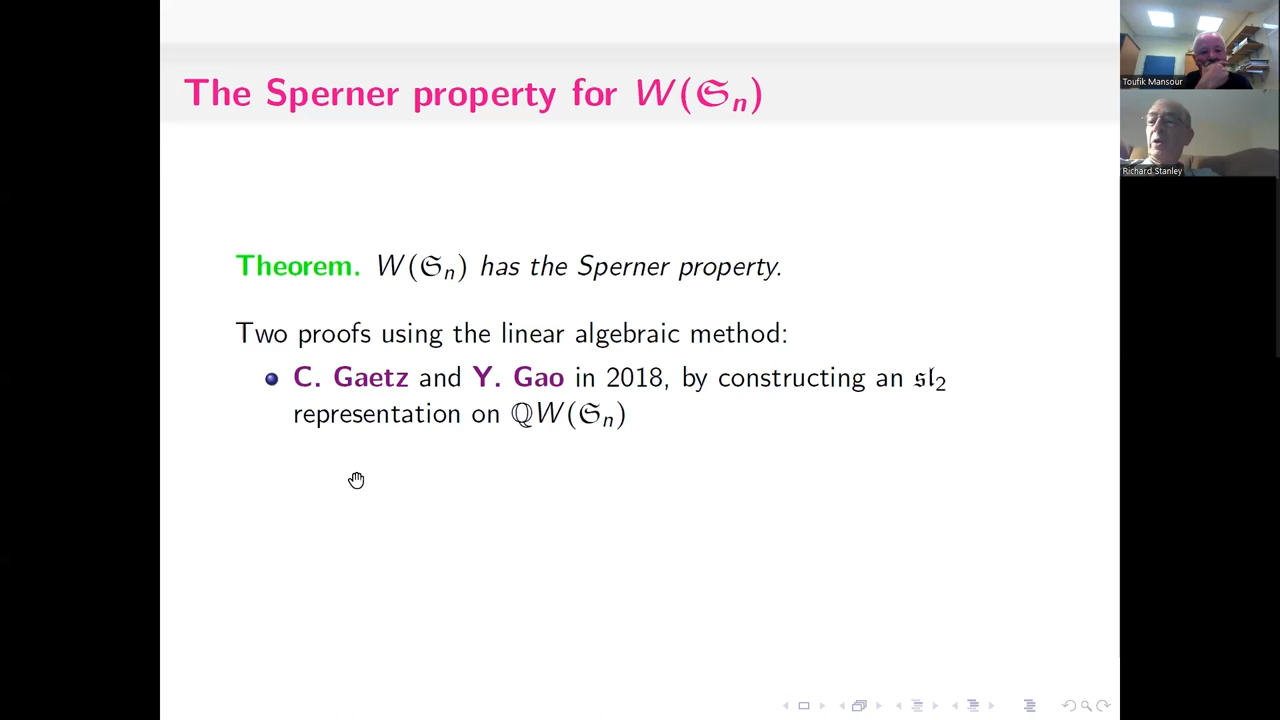 The Sperner property for W(𝔖ₙ)
Theorem. W(𝔖ₙ) has the Sperner property.
Two proofs using the linear algebraic method:
C. Gaetz and Y. Gao in 2018, by constructing an 𝔰𝔩₂
representation on ℚW(𝔖ₙ)
Toufik Mansour
Richard Stanley